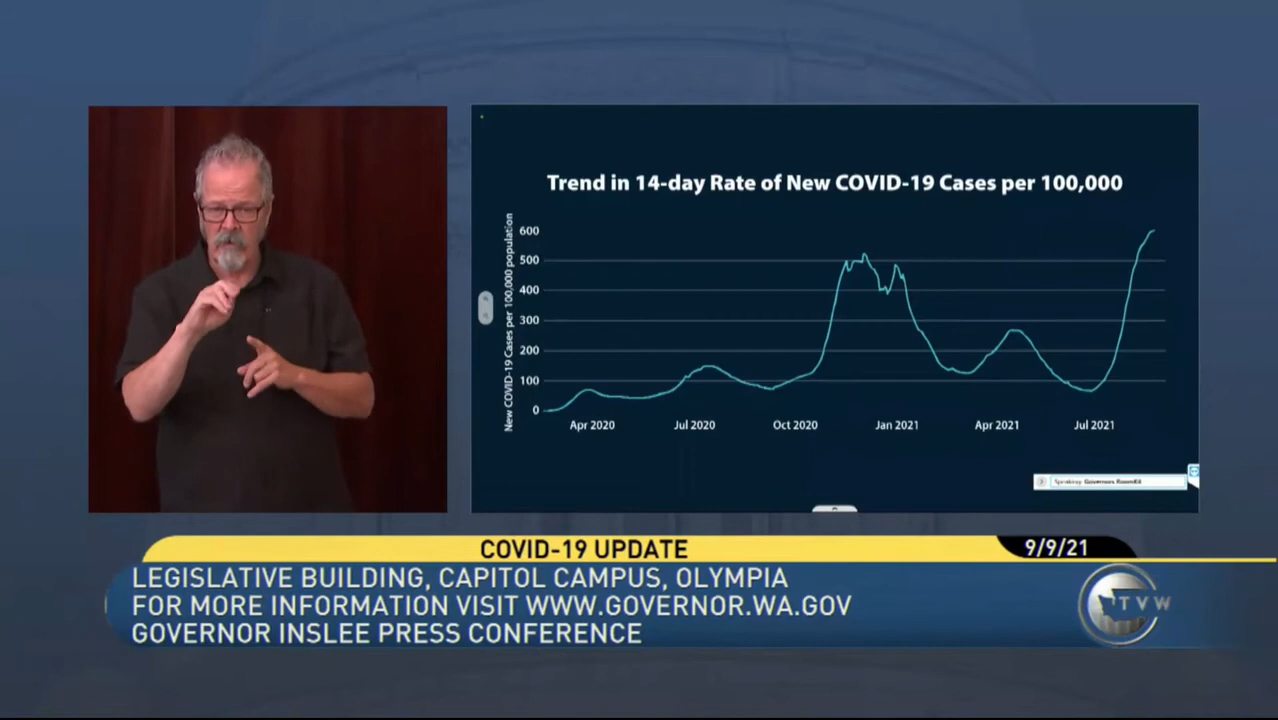 Trend in 14-day Rate of New COVID-19 Cases per 100,000
New COVID-19 Cases per 100,000 population
600
500
400
300
200
100
0
Apr 2020
Jul 2020
Oct 2020
Jan 2021
Apr 2021
Jul 2021
Speaking: Governors Room
COVID-19 UPDATE
9/9/21
LEGISLATIVE BUILDING, CAPITOL CAMPUS, OLYMPIA
FOR MORE INFORMATION VISIT WWW.GOVERNOR.WA.GOV
GOVERNOR INSLEE PRESS CONFERENCE
TVW